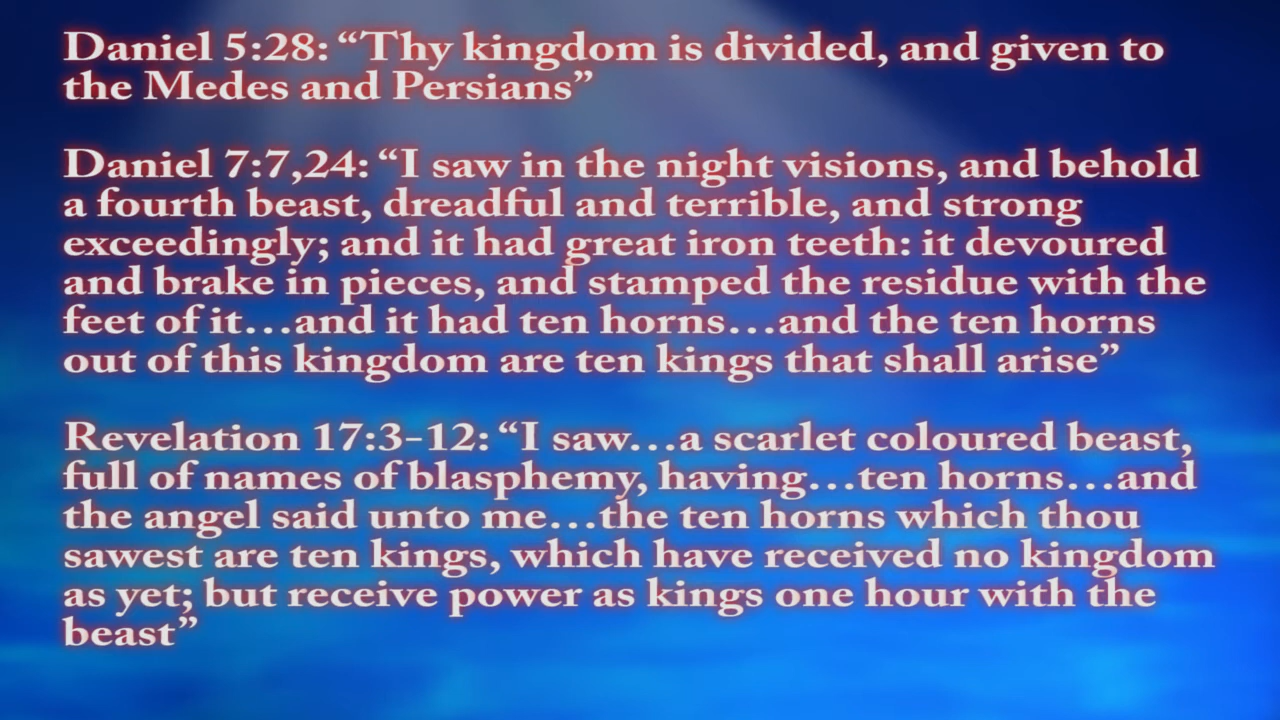 Daniel 5:28: “Thy kingdom is divided, and given to
the Medes and Persians”
Daniel 7:7,24: “I saw in the night visions, and behold
a fourth beast, dreadful and terrible, and strong
exceedingly; and it had great iron teeth: it devoured
and brake in pieces, and stamped the residue with the
feet of it…and it had ten horns…and the ten horns
out of this kingdom are ten kings that shall arise”
Revelation 17:3-12: “I saw…a scarlet coloured beast,
full of names of blasphemy, having…ten horns…and
the angel said unto me…the ten horns which thou
sawest are ten kings, which have received no kingdom
as yet; but receive power as kings one hour with the
beast”